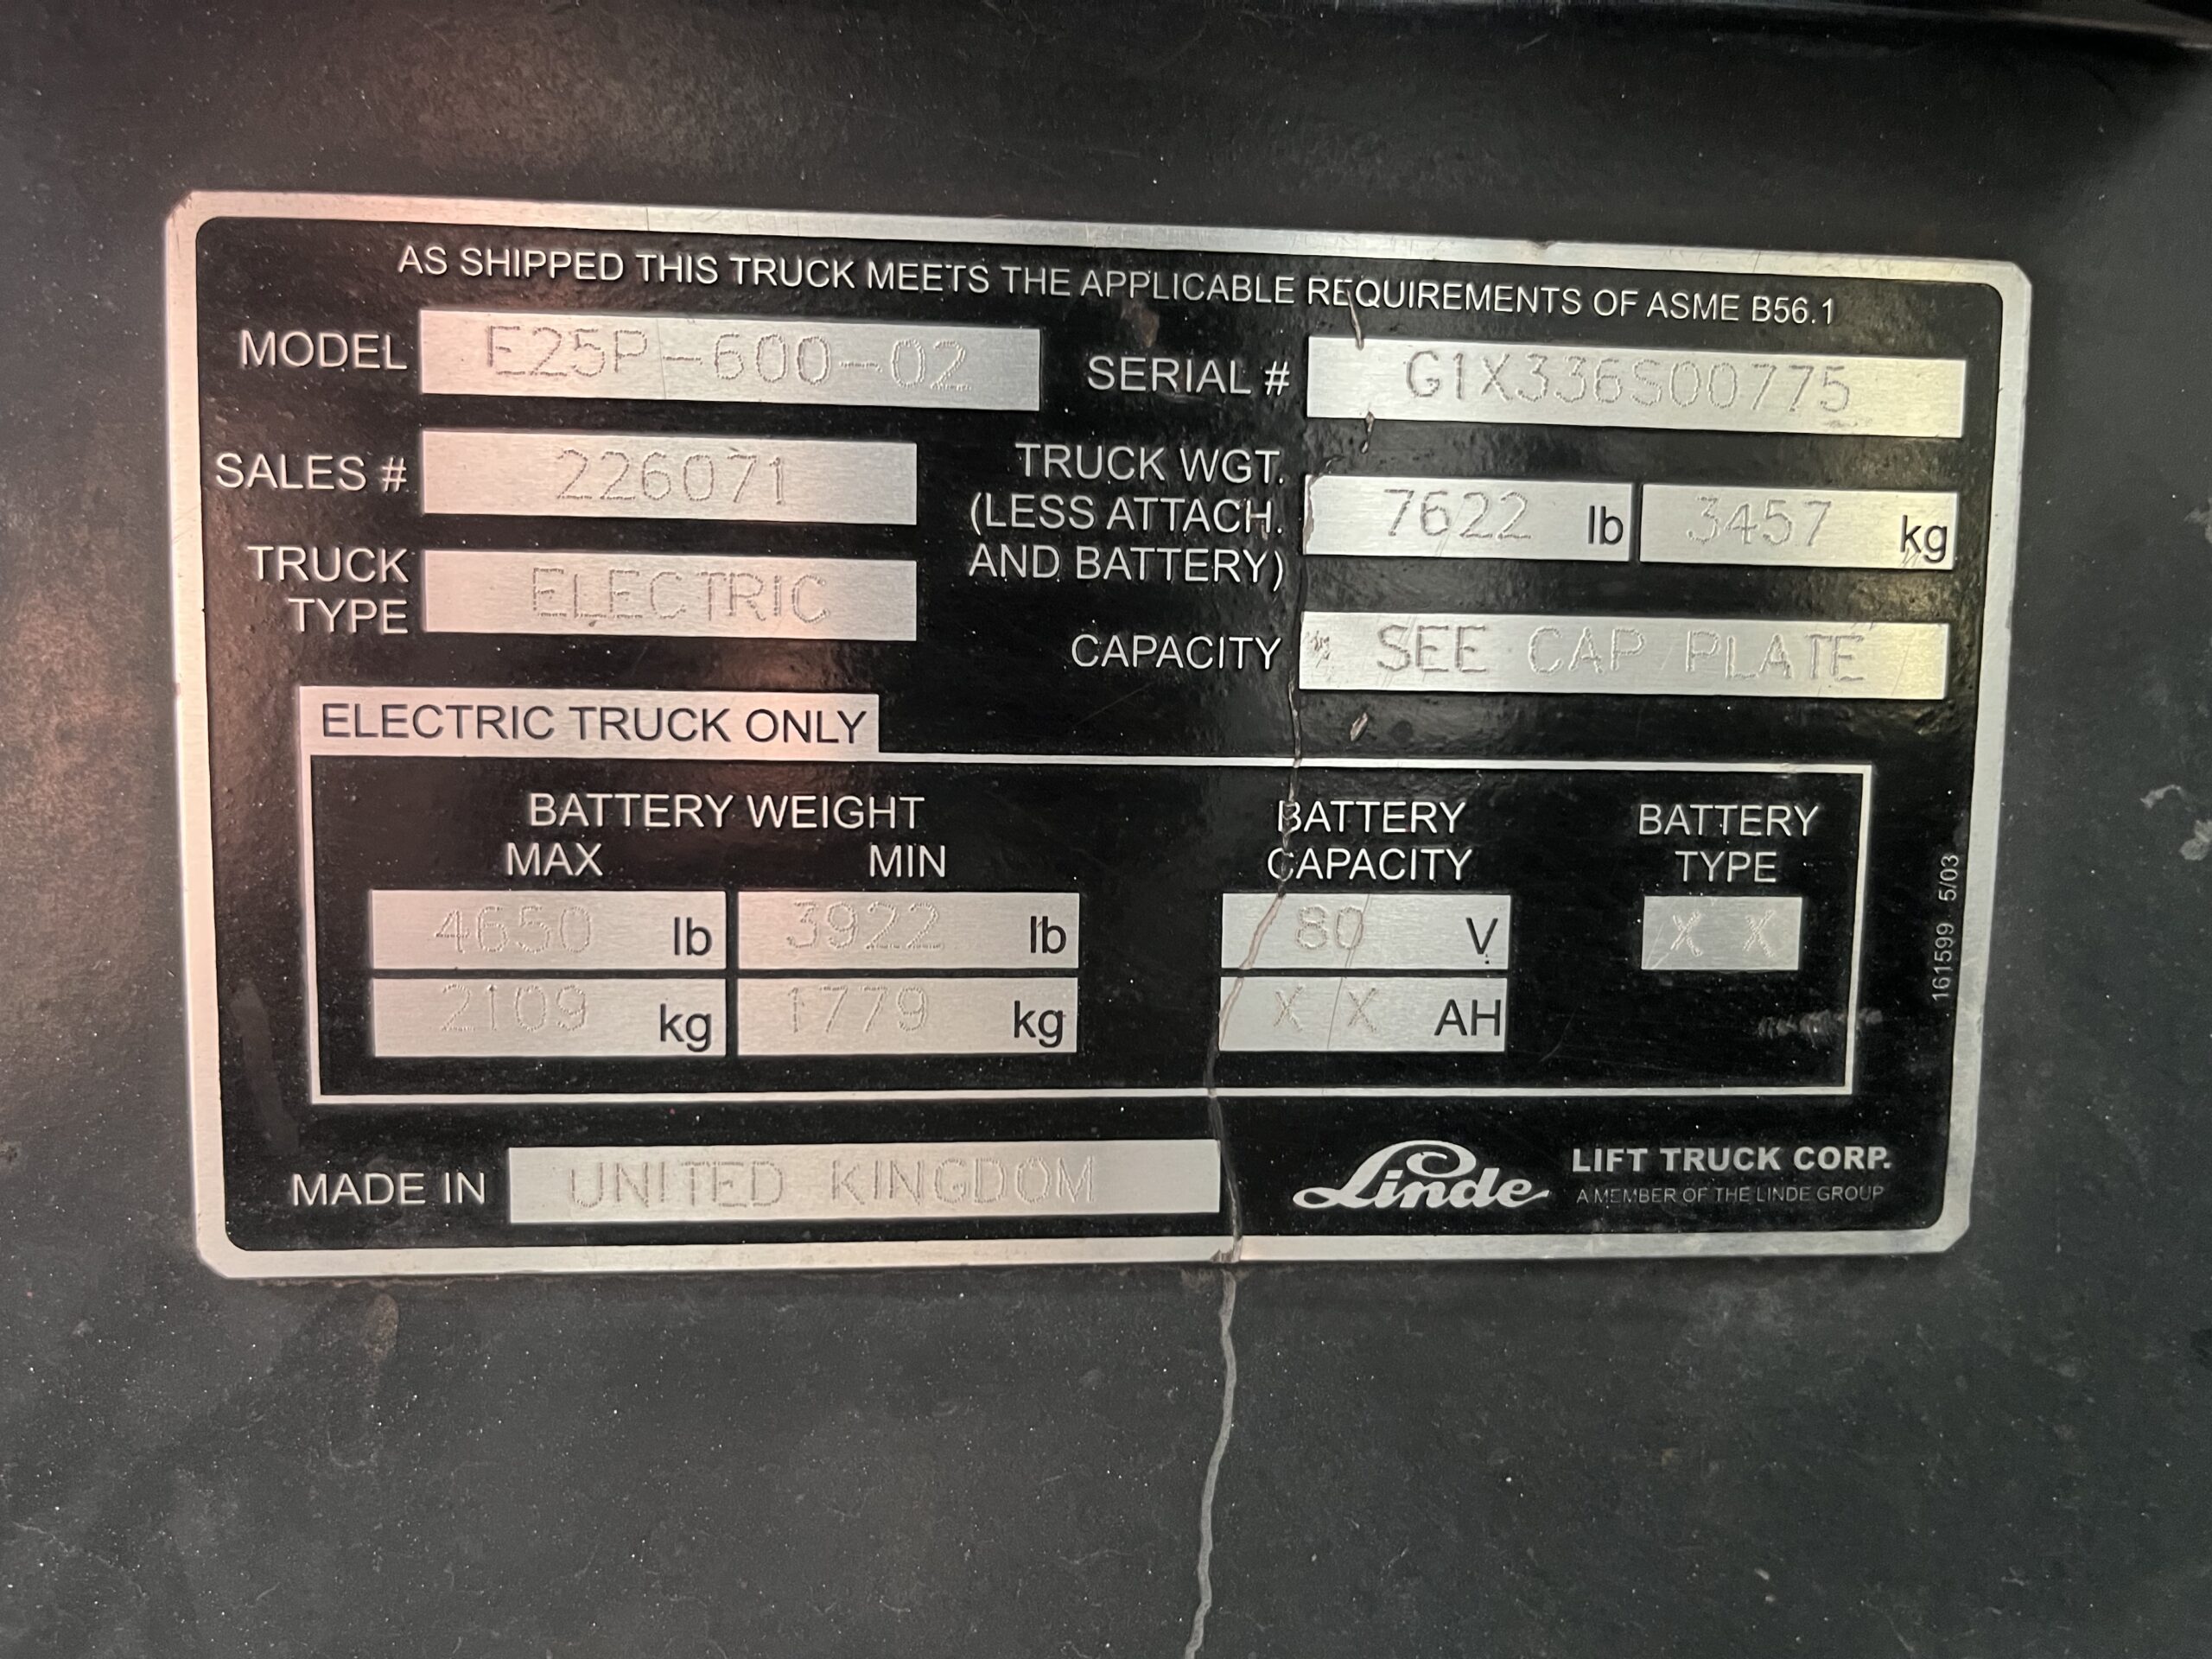 AS SHIPPED THIS TRUCK MEETS THE APPLICABLE REQUIREMENTS OF ASME B56.1
MODEL E25P-600-02
SERIAL # G1X336S00775
SALES # 226071
TRUCK WGT.
(LESS ATTACH.
AND BATTERY)
7622 lb 3457 kg
TRUCK
TYPE
ELECTRIC
CAPACITY SEE CAP PLATE
ELECTRIC TRUCK ONLY
BATTERY WEIGHT
MAX MIN
4650 lb 3922 lb
2109 kg 1779 kg
BATTERY
CAPACITY
80 V
X X AH
BATTERY
TYPE
X X
161599 5/03
MADE IN UNITED KINGDOM
Linde
LIFT TRUCK CORP.
A MEMBER OF THE LINDE GROUP